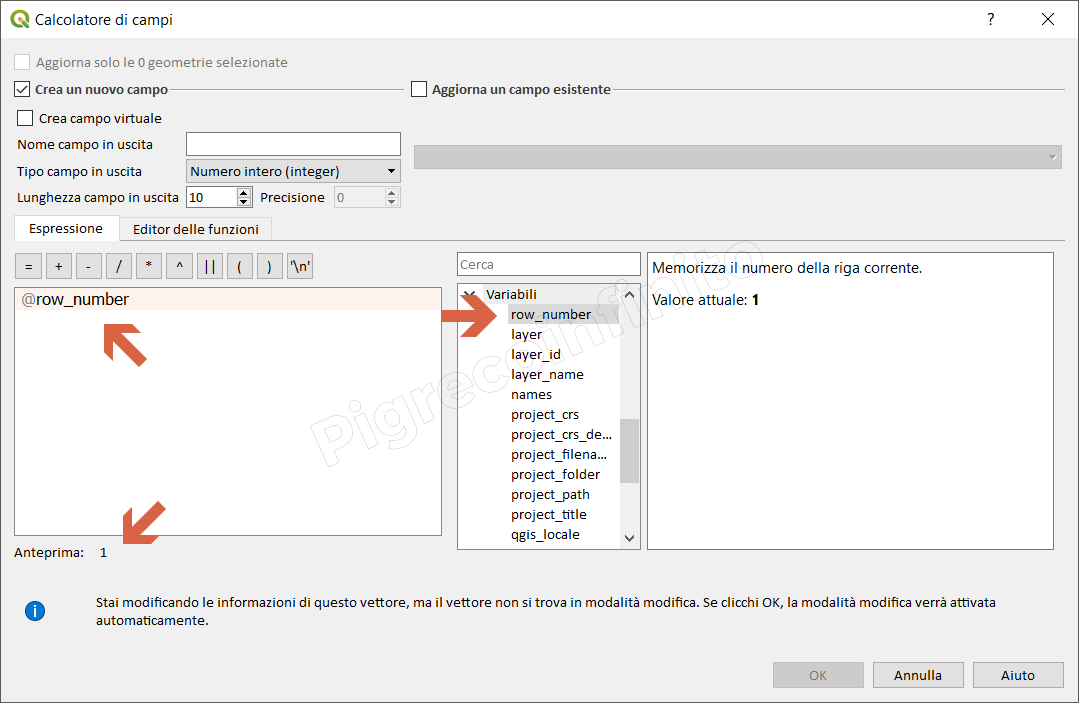 Calcolatore di campi
?
Aggiorna solo le 0 geometrie selezionate
Crea un nuovo campo
Aggiorna un campo esistente
Crea campo virtuale
Nome campo in uscita
Tipo campo in uscita Numero intero (integer)
Lunghezza campo in uscita 10 Precisione 0
Espressione Editor delle funzioni
= + - / * ^ || ( ) '\n'
@row_number
Anteprima: 1
Cerca
Variabili
row_number
layer
layer_id
layer_name
names
project_crs
project_crs_de...
project_filena...
project_folder
project_path
project_title
qgis_locale
Memorizza il numero della riga corrente.
Valore attuale: 1
Pigrecoinfinito
Stai modificando le informazioni di questo vettore, ma il vettore non si trova in modalità modifica. Se clicchi OK, la modalità modifica verrà attivata
automaticamente.
OK Annulla Aiuto